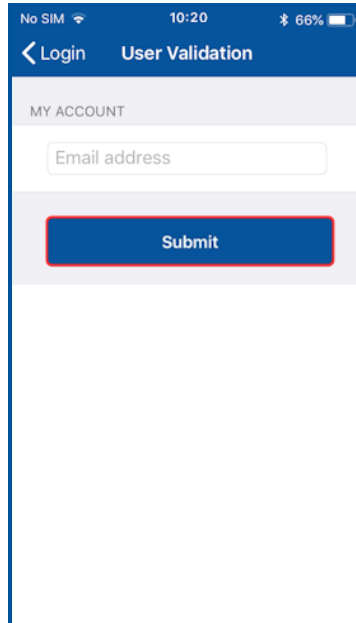 No SIM 10:20 66%
Login User Validation
MY ACCOUNT
Email address
Submit